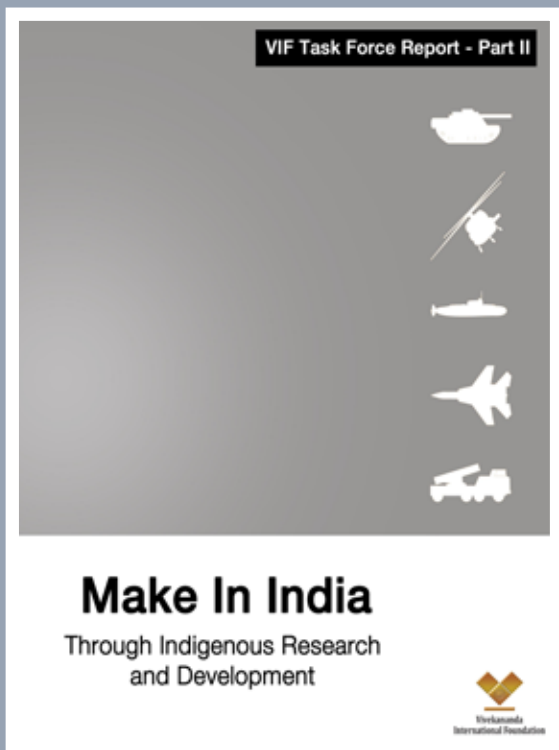 VIF Task Force Report - Part II
Make In India
Through Indigenous Research
and Development
Vivekananda
International Foundation